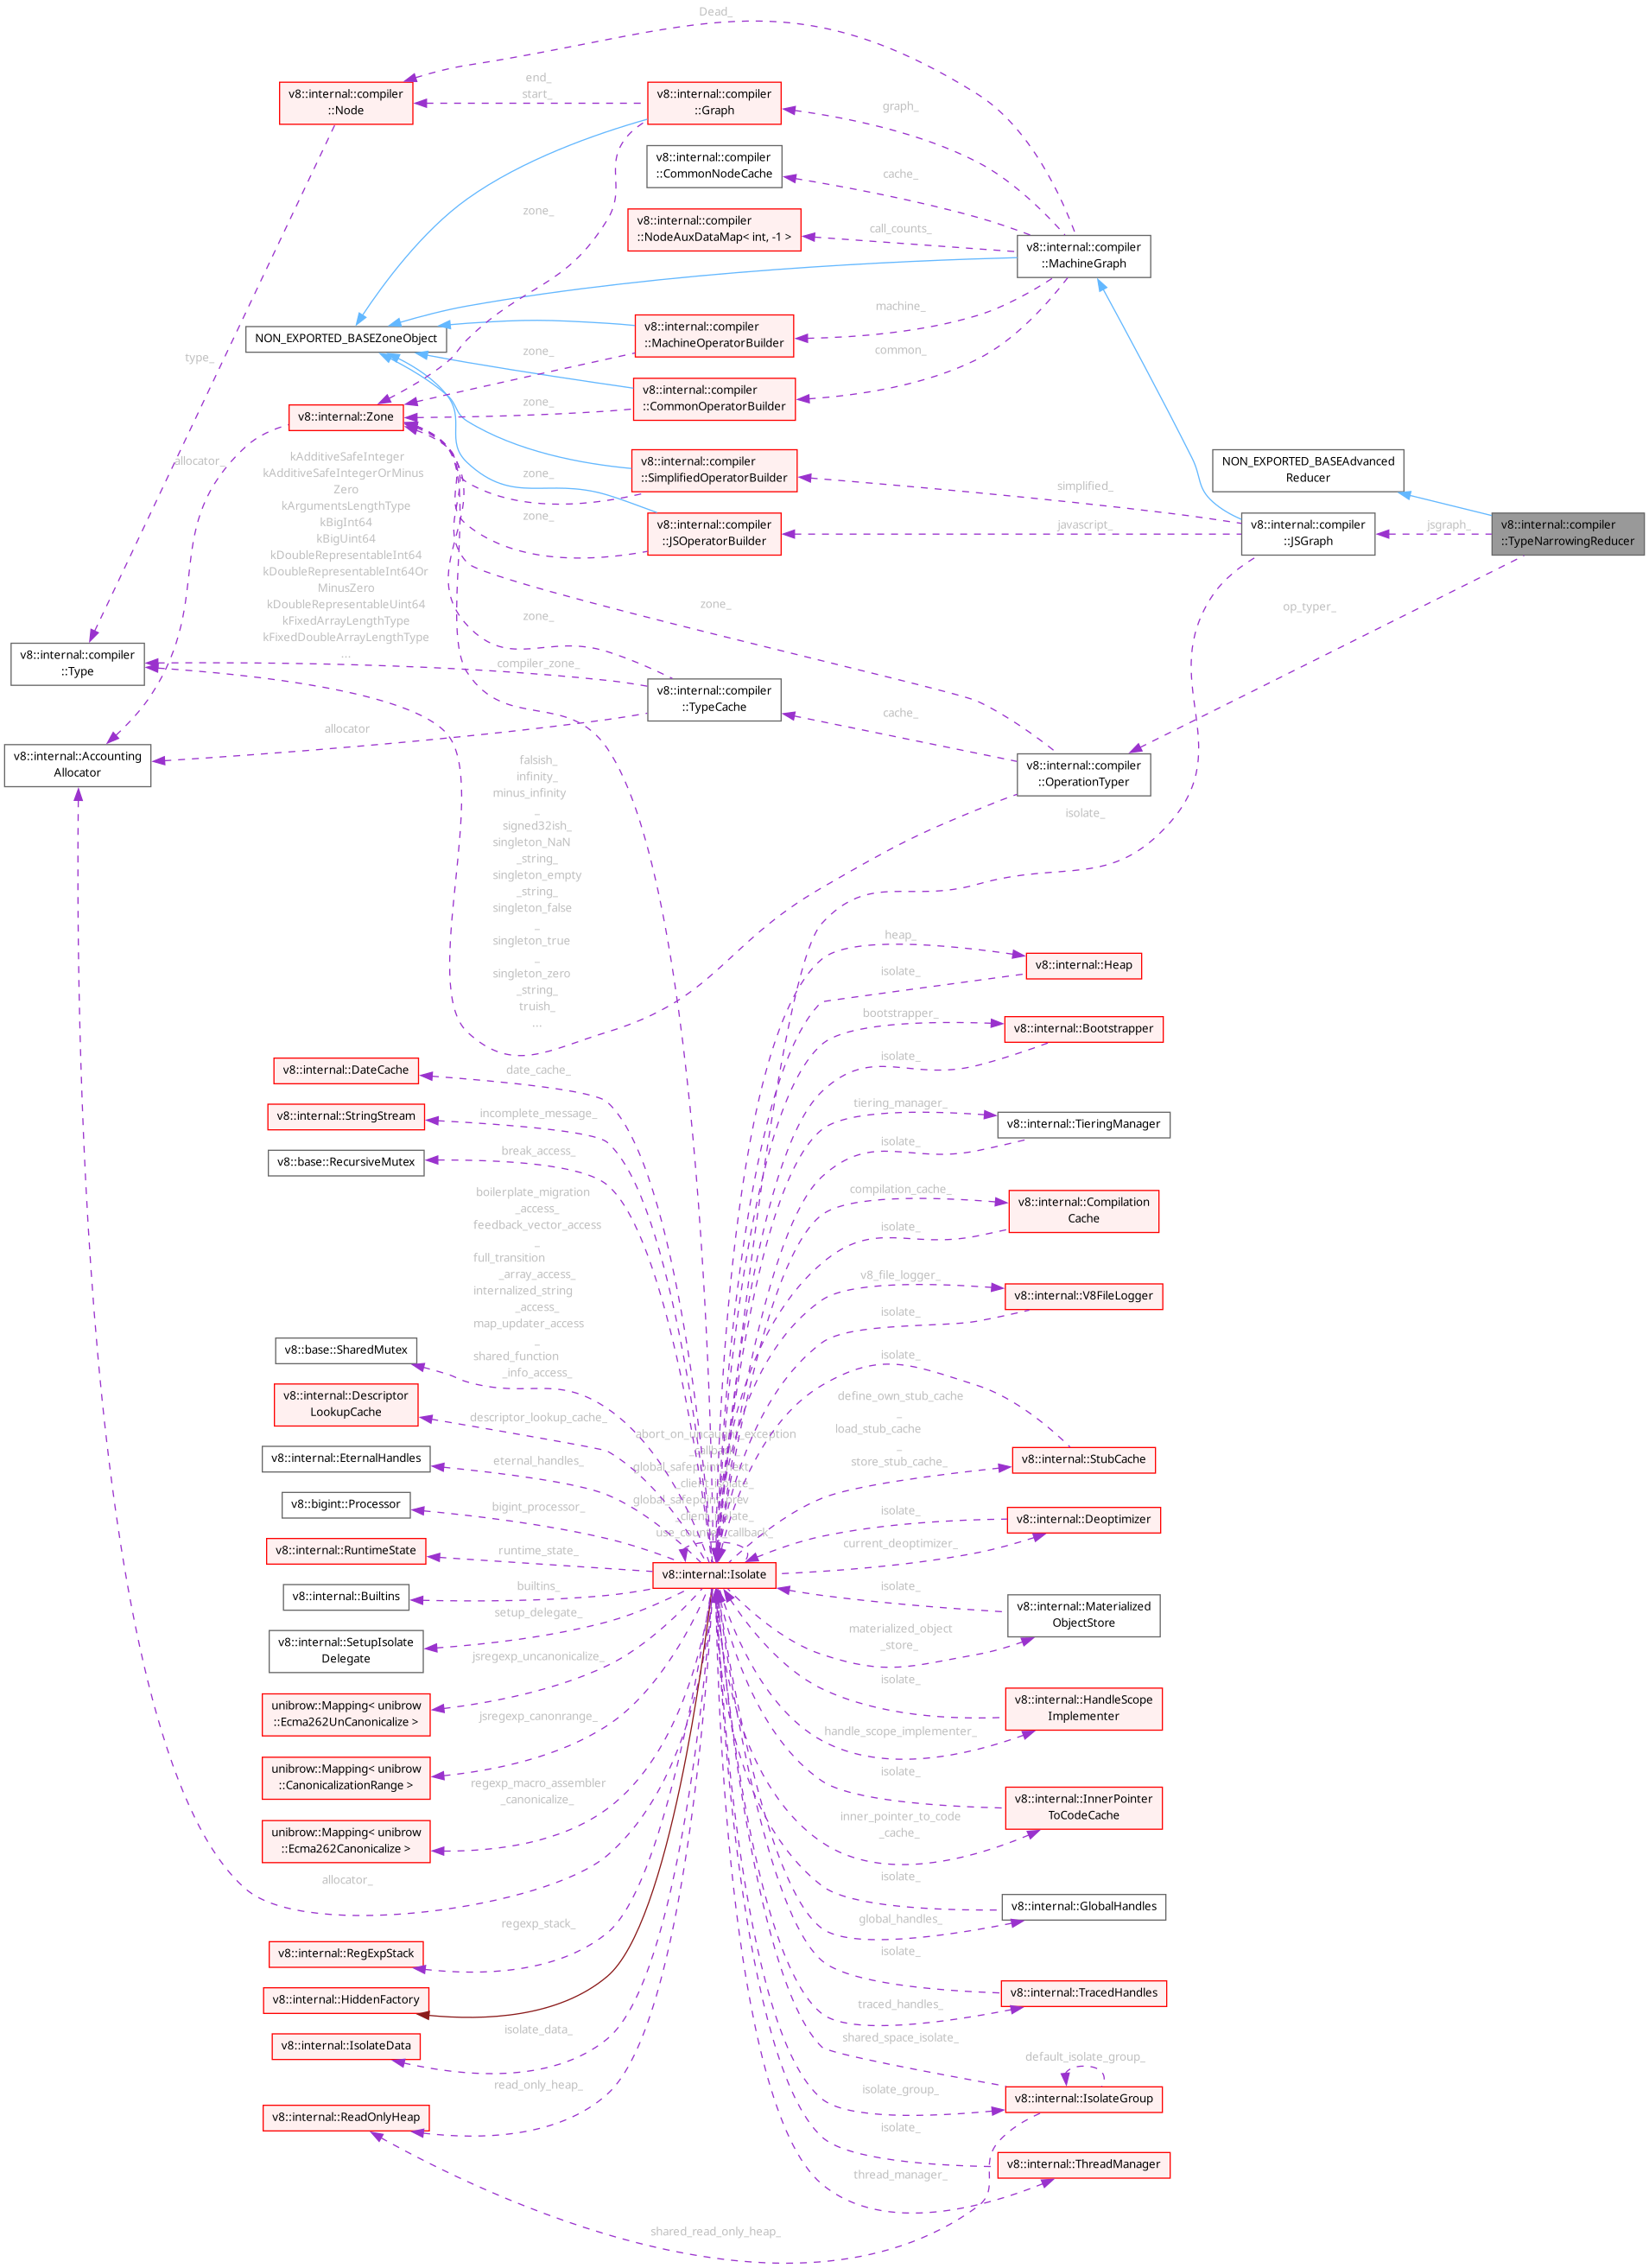 Dead_
v8::internal::compiler
::Node
end_
start_
v8::internal::compiler
::Graph
graph_
v8::internal::compiler
::CommonNodeCache
cache_
zone_
v8::internal::compiler
::NodeAuxDataMap< int, -1 >
call_counts_
v8::internal::compiler
::MachineGraph
NON_EXPORTED_BASEZoneObject
v8::internal::compiler
::MachineOperatorBuilder
machine_
type_
zone_
common_
v8::internal::compiler
::CommonOperatorBuilder
zone_
v8::internal::Zone
allocator_
v8::internal::compiler
::SimplifiedOperatorBuilder
zone_
simplified_
NON_EXPORTED_BASEAdvanced
Reducer
v8::internal::compiler
::JSOperatorBuilder
zone_
javascript_
v8::internal::compiler
::JSGraph
jsgraph_
v8::internal::compiler
::TypeNarrowingReducer
kAdditiveSafeInteger
kAdditiveSafeIntegerOrMinus
Zero
kArgumentsLengthType
kBigInt64
kBigUint64
kDoubleRepresentableInt64
kDoubleRepresentableInt64Or
MinusZero
kDoubleRepresentableUint64
kFixedArrayLengthType
kFixedDoubleArrayLengthType
...
zone_
zone_
op_typer_
v8::internal::compiler
::Type
compiler_zone_
v8::internal::compiler
::TypeCache
cache_
allocator
v8::internal::Accounting
Allocator
v8::internal::compiler
::OperationTyper
falsish_
infinity_
minus_infinity
_
signed32ish_
singleton_NaN
_string_
singleton_empty
_string_
singleton_false
_
singleton_true
_
singleton_zero
_string_
truish_
...
isolate_
heap_
v8::internal::Heap
isolate_
bootstrapper_
v8::internal::Bootstrapper
isolate_
v8::internal::DateCache
date_cache_
v8::internal::StringStream
incomplete_message_
tiering_manager_
v8::internal::TieringManager
isolate_
v8::base::RecursiveMutex
break_access_
compilation_cache_
v8::internal::Compilation
Cache
isolate_
boilerplate_migration
_access_
feedback_vector_access
_
full_transition
_array_access_
internalized_string
_access_
map_updater_access
_
shared_function
_info_access_
v8_file_logger_
v8::internal::V8FileLogger
isolate_
v8::base::SharedMutex
isolate_
v8::internal::Descriptor
LookupCache
descriptor_lookup_cache_
define_own_stub_cache
_
load_stub_cache
_
store_stub_cache_
v8::internal::StubCache
v8::internal::EternalHandles
eternal_handles_
abort_on_uncaught_exception
_callback_
global_safepoint_next
_client_isolate_
global_safepoint_prev
_client_isolate_
use_counter_callback_
v8::bigint::Processor
bigint_processor_
isolate_
v8::internal::Deoptimizer
current_deoptimizer_
v8::internal::RuntimeState
runtime_state_
v8::internal::Isolate
v8::internal::Builtins
builtins_
isolate_
v8::internal::Materialized
ObjectStore
materialized_object
_store_
v8::internal::SetupIsolate
Delegate
setup_delegate_
jsregexp_uncanonicalize_
unibrow::Mapping< unibrow
::Ecma262UnCanonicalize >
isolate_
v8::internal::HandleScope
Implementer
handle_scope_implementer_
jsregexp_canonrange_
unibrow::Mapping< unibrow
::CanonicalizationRange >
isolate_
v8::internal::InnerPointer
ToCodeCache
inner_pointer_to_code
_cache_
regexp_macro_assembler
_canonicalize_
unibrow::Mapping< unibrow
::Ecma262Canonicalize >
allocator_
isolate_
v8::internal::GlobalHandles
global_handles_
regexp_stack_
v8::internal::RegExpStack
isolate_
v8::internal::TracedHandles
traced_handles_
v8::internal::HiddenFactory
isolate_data_
v8::internal::IsolateData
shared_space_isolate_
default_isolate_group_
v8::internal::IsolateGroup
isolate_group_
read_only_heap_
v8::internal::ReadOnlyHeap
isolate_
v8::internal::ThreadManager
thread_manager_
shared_read_only_heap_